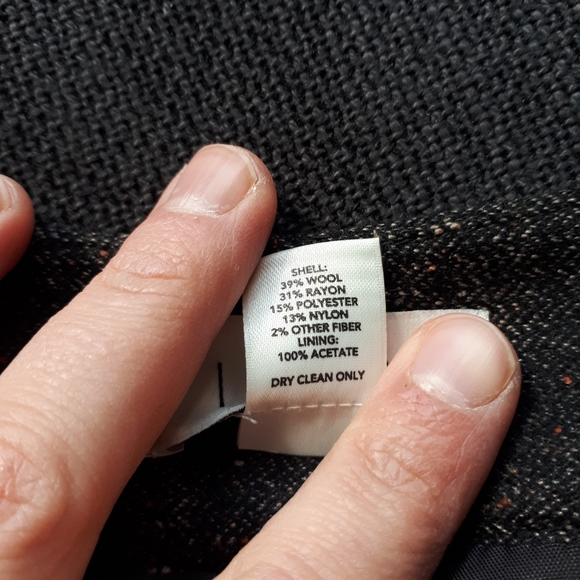 SHELL:
39% WOOL
31% RAYON
15% POLYESTER
13% NYLON
2% OTHER FIBER
LINING:
100% ACETATE
DRY CLEAN ONLY